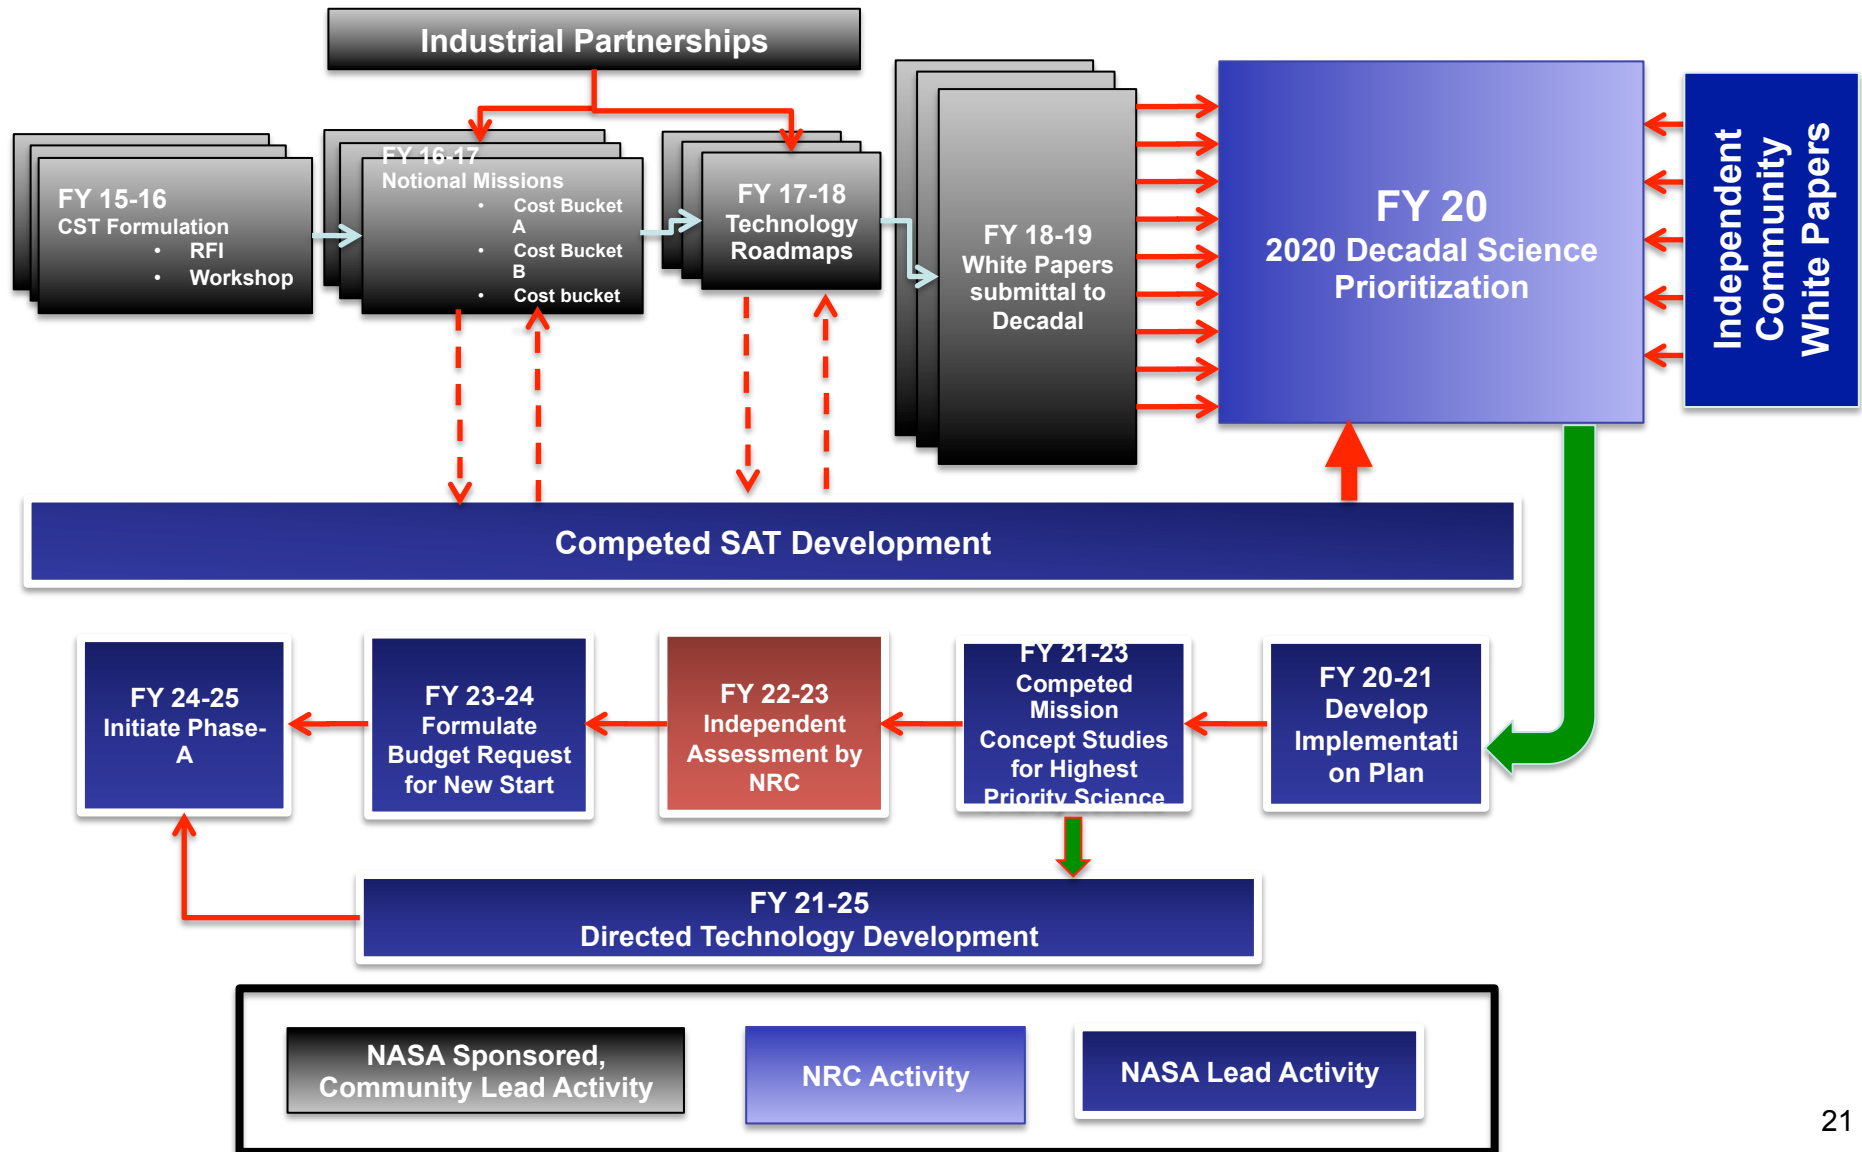 Industrial Partnerships
FY 15-16
CST Formulation
• RFI
• Workshop
FY 16-17
Notional Missions
• Cost Bucket
A
• Cost Bucket
B
• Cost bucket
FY 17-18
Technology
Roadmaps
FY 18-19
White Papers
submittal to
Decadal
FY 20
2020 Decadal Science
Prioritization
Independent
Community
White Papers
Competed SAT Development
FY 24-25
Initiate Phase-
A
FY 23-24
Formulate
Budget Request
for New Start
FY 22-23
Independent
Assessment by
NRC
FY 21-23
Competed
Mission
Concept Studies
for Highest
Priority Science
FY 20-21
Develop
Implementati
on Plan
FY 21-25
Directed Technology Development
NASA Sponsored,
Community Lead Activity
NRC Activity
NASA Lead Activity
21